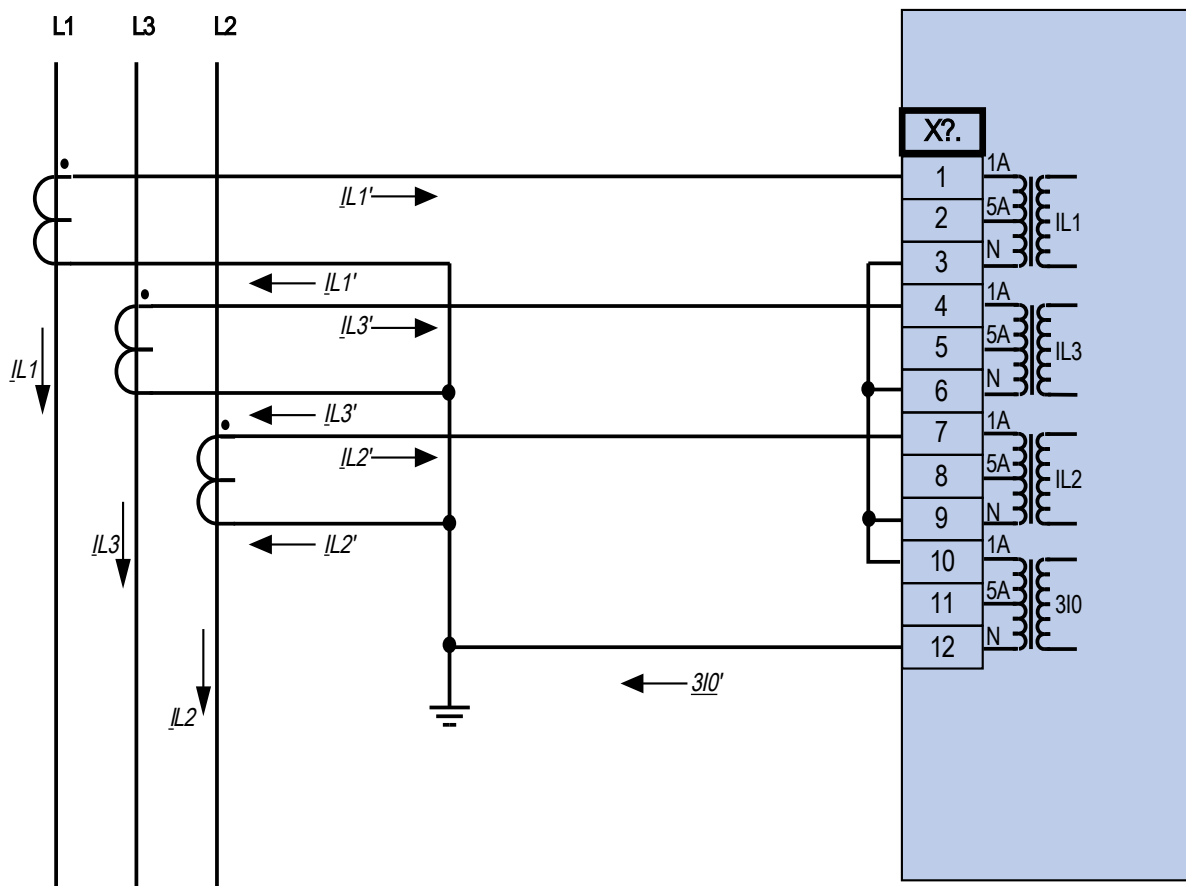 L1 L3 L2
X?.
1 1A
IL1'
2 5A IL1
3 N
IL1'
4 1A
IL3'
5 5A IL3
IL1
6 N
IL3'
7 1A
IL2'
8 5A IL2
9 N
IL3 IL2'
10 1A
11 5A 3I0
12 N
3I0'
IL2